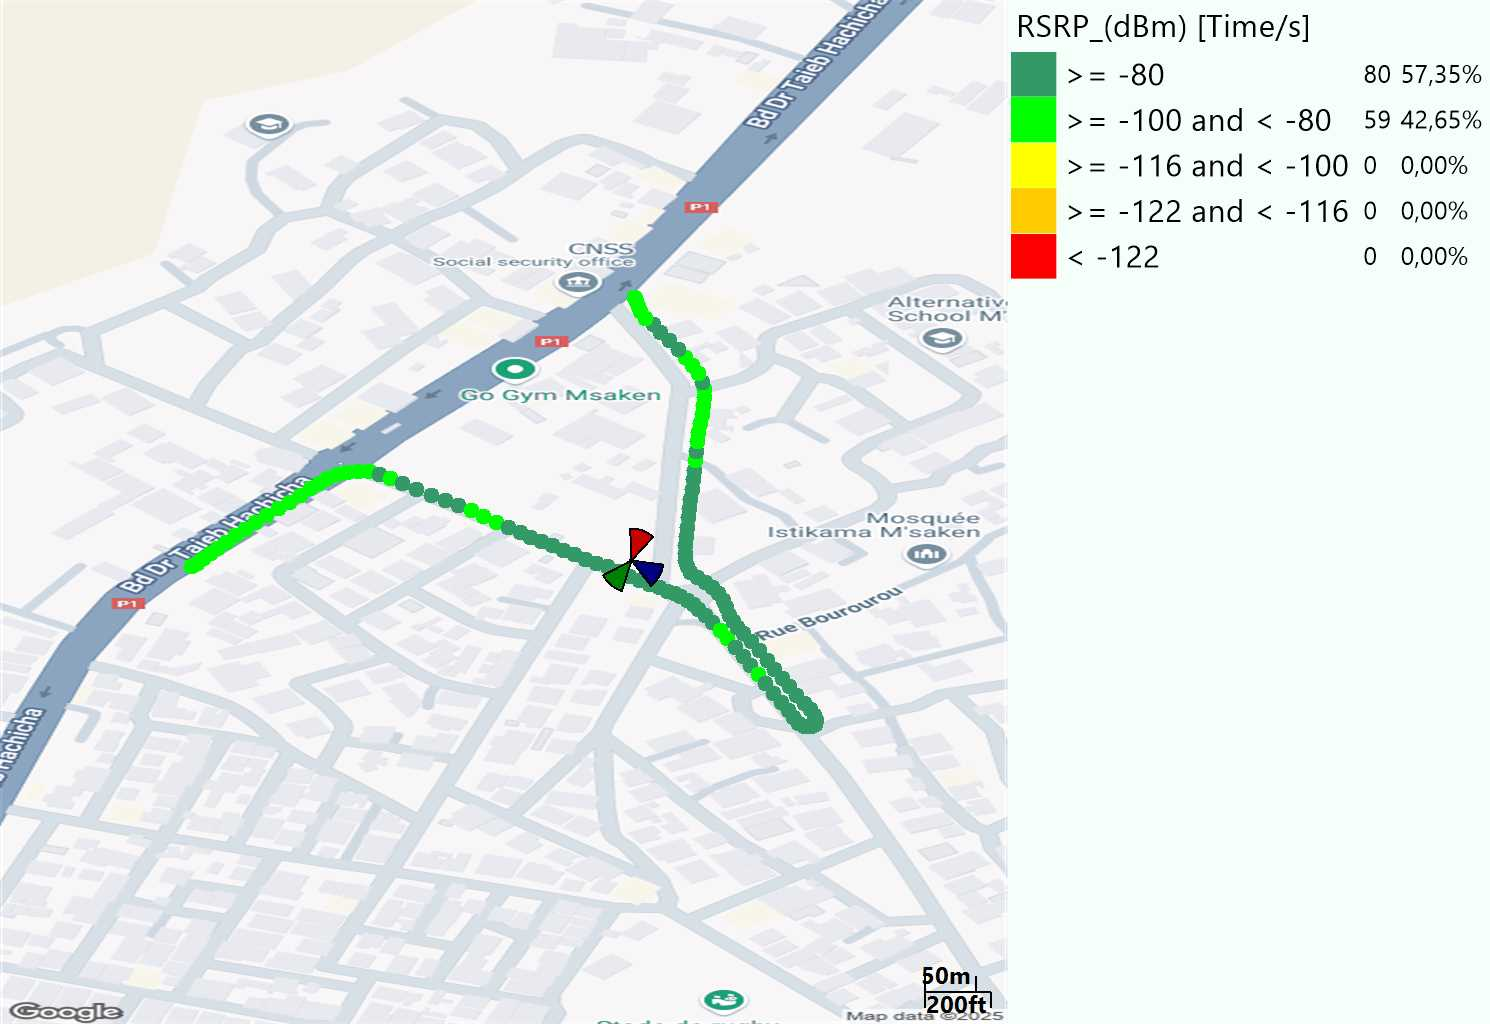 RSRP_(dBm) [Time/s]
>= -80 80 57,35%
>= -100 and < -80 59 42,65%
>= -116 and < -100 0 0,00%
>= -122 and < -116 0 0,00%
< -122 0 0,00%
Bd Dr Taieb Hachicha
P1
CNSS
Social security office
Alternativ
School M'
P1
Go Gym Msaken
Bd Dr Taieb Hachicha
Mosquée
Istikama M'saken
P1
Rue Bourourou
Hachicha
50m
200ft
Google
Map data ©2025